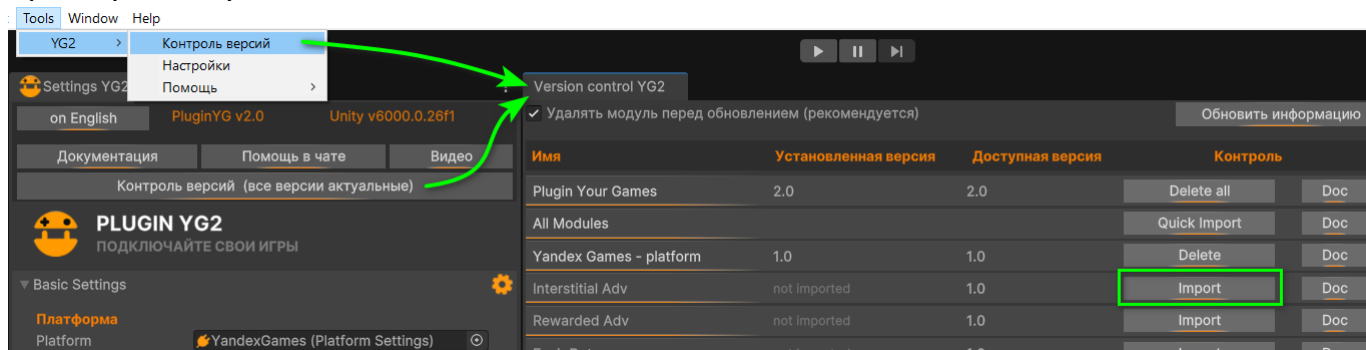 Tools Window Help
YG2 > Контроль версий
Настройки
Помощь >
Settings YG2
on English PluginYG v2.0 Unity v6000.0.26f1
Документация Помощь в чате Видео
Контроль версий (все версии актуальны)
PLUGIN YG2
ПОДКЛЮЧАЙТЕ СВОИ ИГРЫ
Basic Settings
Платформа
Platform YandexGames (Platform Settings)
Version control YG2
Удалять модуль перед обновлением (рекомендуется) Обновить информацию
Имя Установленная версия Доступная версия Контроль
Plugin Your Games 2.0 2.0 Delete all Doc
All Modules Quick Import Doc
Yandex Games - platform 1.0 1.0 Delete Doc
Interstitial Adv not imported 1.0 Import Doc
Rewarded Adv not imported 1.0 Import Doc